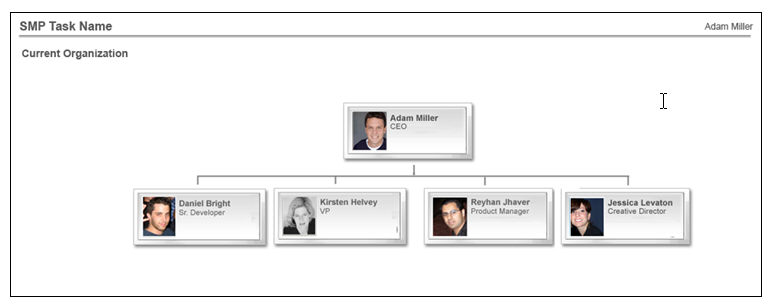 SMP Task Name
Adam Miller
Current Organization
Adam Miller
CEO
Daniel Bright
Sr. Developer
Kirsten Helvey
VP
Reyhan Jhaver
Product Manager
Jessica Levaton
Creative Director